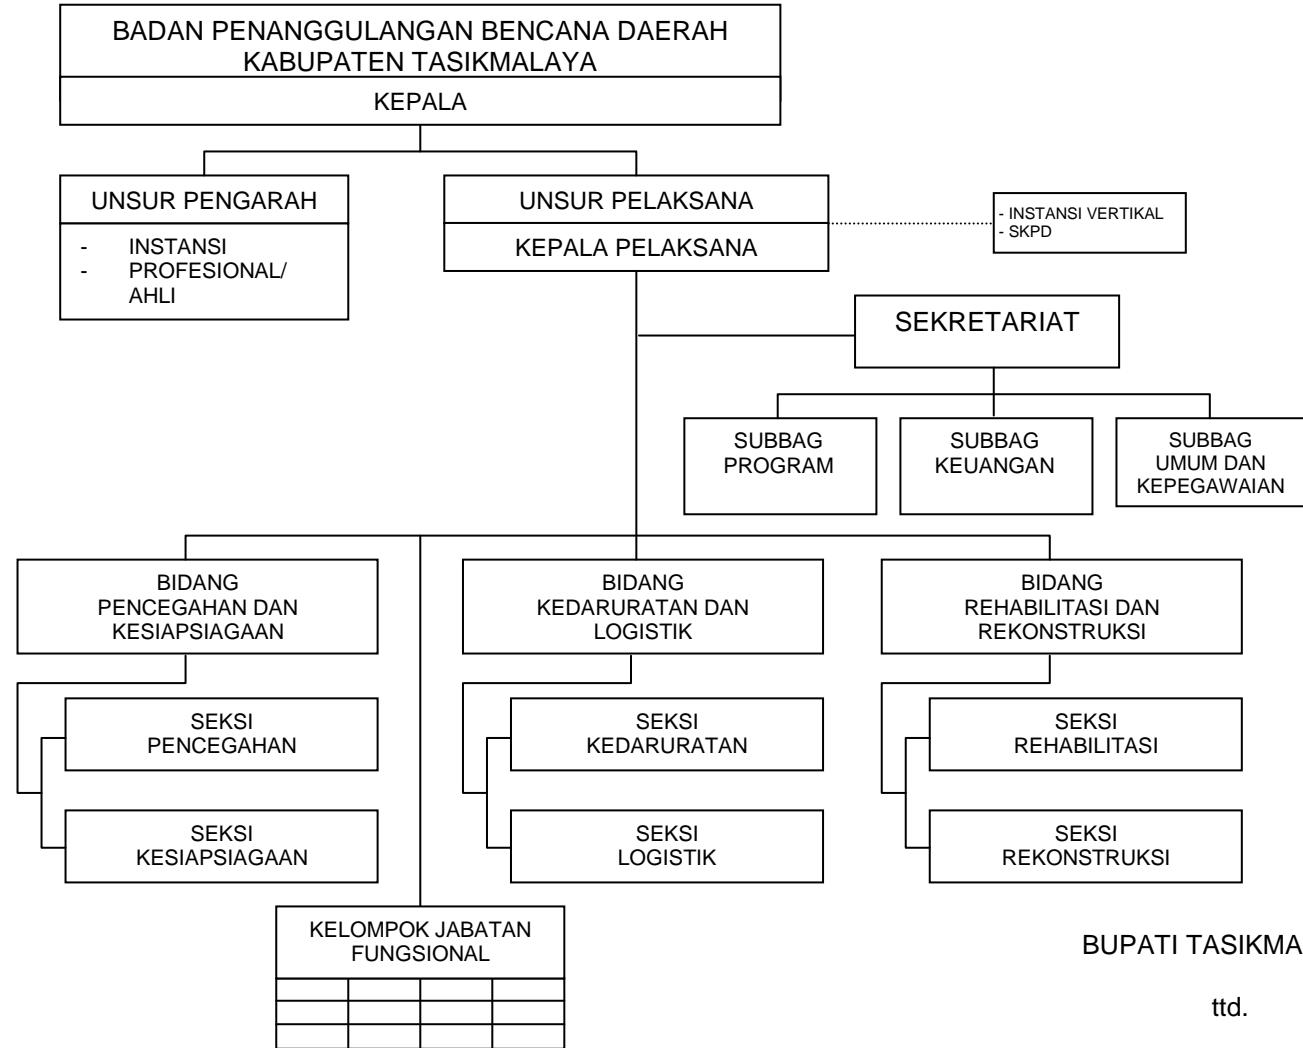 BADAN PENANGGULANGAN BENCANA DAERAH
KABUPATEN TASIKMALAYA
KEPALA
UNSUR PENGARAH
- INSTANSI
- PROFESIONAL/
AHLI
UNSUR PELAKSANA
KEPALA PELAKSANA
- INSTANSI VERTIKAL
- SKPD
SEKRETARIAT
SUBBAG
PROGRAM
SUBBAG
KEUANGAN
SUBBAG
UMUM DAN
KEPEGAWAIAN
BIDANG
PENCEGAHAN DAN
KESIAPSIAGAAN
BIDANG
KEDARURATAN DAN
LOGISTIK
BIDANG
REHABILITASI DAN
REKONSTRUKSI
SEKSI
PENCEGAHAN
SEKSI
KEDARURATAN
SEKSI
REHABILITASI
SEKSI
KESIAPSIAGAAN
SEKSI
LOGISTIK
SEKSI
REKONSTRUKSI
KELOMPOK JABATAN
FUNGSIONAL
BUPATI TASIKMA
ttd.